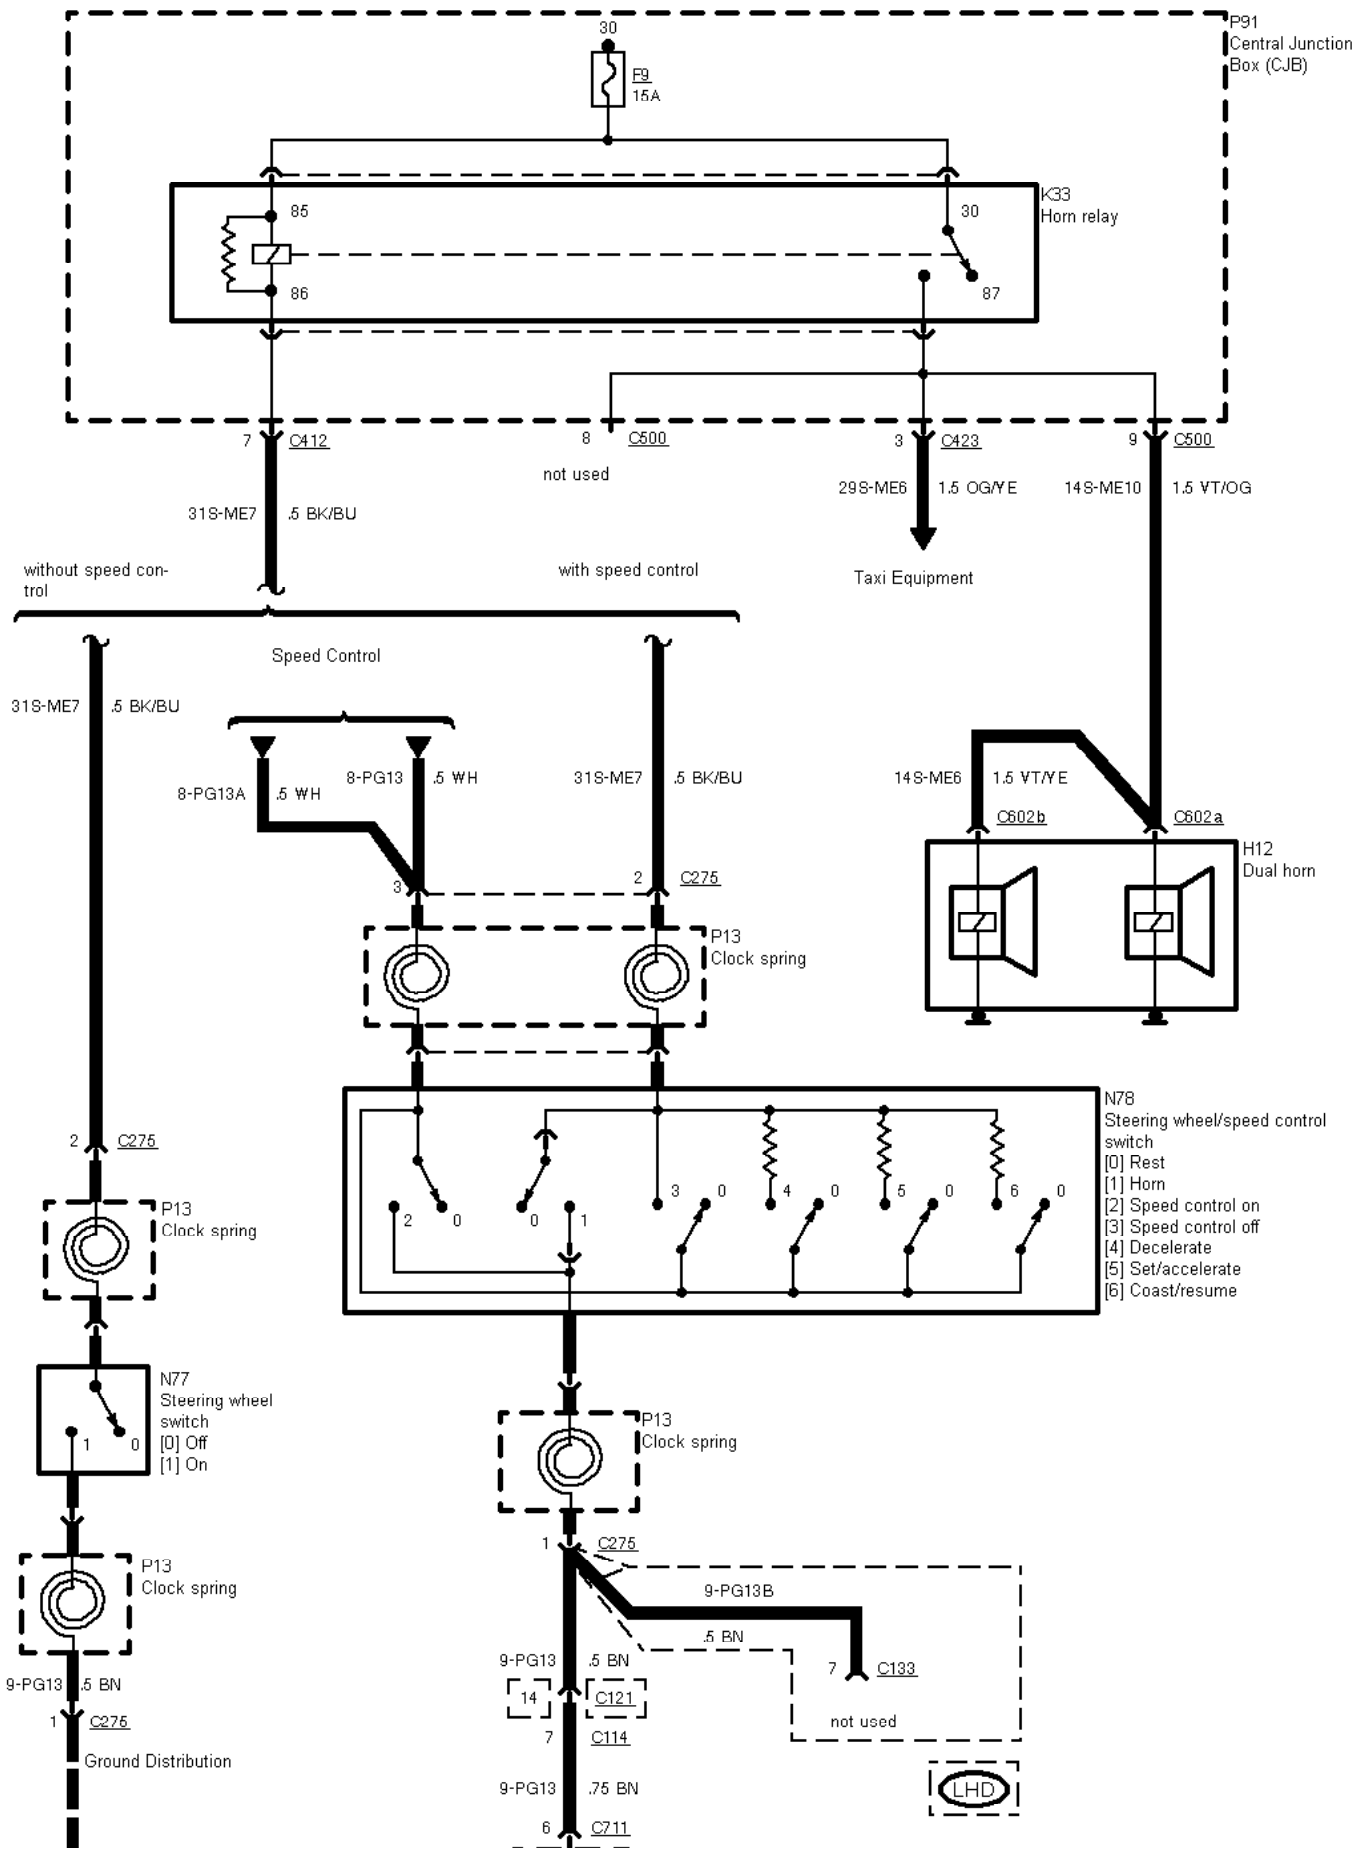 30
P91
Central Junction
Box (CJB)
F9
15A
K33
Horn relay
85
30
86
87
7
C412
8
C500
3
C423
9
C500
not used
31S-ME7
.5 BK/BU
29S-ME6
1.5 OG/YE
14S-ME10
1.5 VT/OG
without speed con-
trol
with speed control
Taxi Equipment
Speed Control
31S-ME7
.5 BK/BU
8-PG13A
.5 WH
8-PG13
.5 WH
31S-ME7
.5 BK/BU
14S-ME6
1.5 VT/YE
C602b
C602a
H12
Dual horn
3
2
C275
P13
Clock spring
N78
Steering wheel/speed control
switch
[0] Rest
[1] Horn
[2] Speed control on
[3] Speed control off
[4] Decelerate
[5] Set/accelerate
[6] Coast/resume
2
0
0
1
3
0
4
0
5
0
6
0
2
C275
P13
Clock spring
N77
Steering wheel
switch
[0] Off
[1] On
1
0
P13
Clock spring
P13
Clock spring
1
C275
9-PG13B
.5 BN
9-PG13
.5 BN
7
C133
14
C121
not used
7
C114
9-PG13
.5 BN
1
C275
Ground Distribution
9-PG13
.75 BN
LHD
6
C711